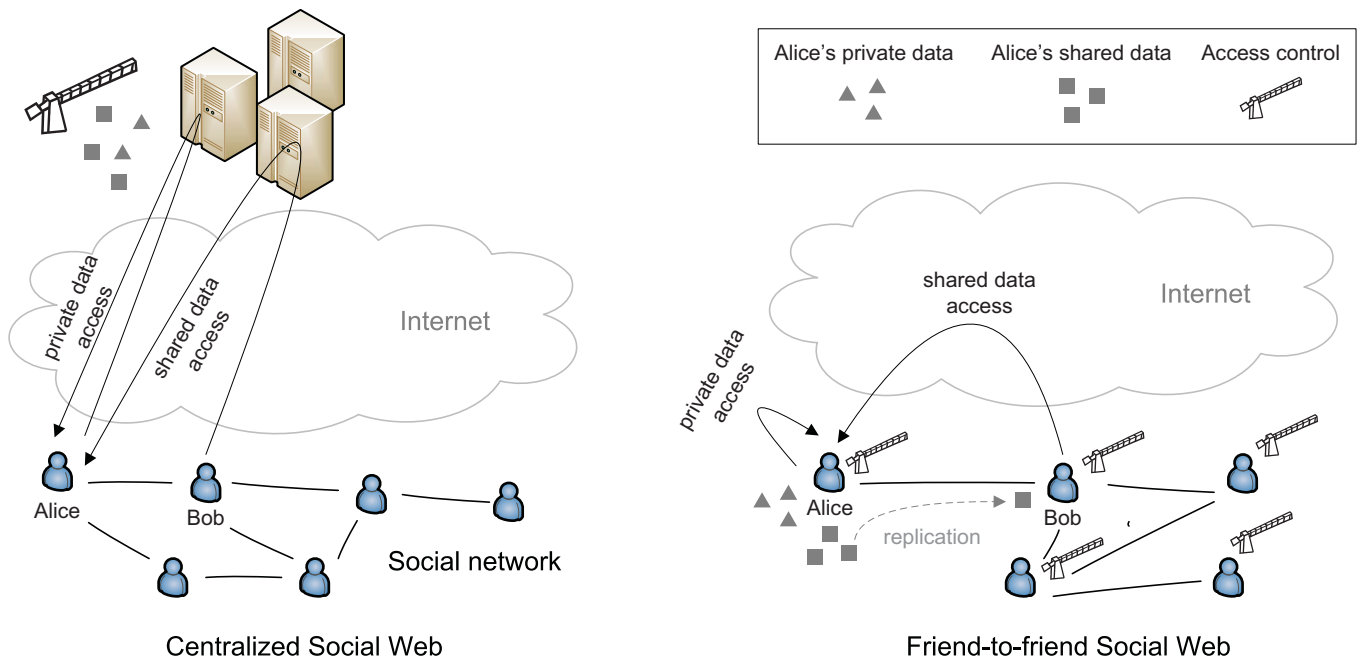 Alice's private data
Alice's shared data
Access control
private data
access
shared data
access
Internet
Alice
Bob
Social network
Centralized Social Web
shared data
access
Internet
private data
access
Alice
replication
Bob
Friend-to-friend Social Web